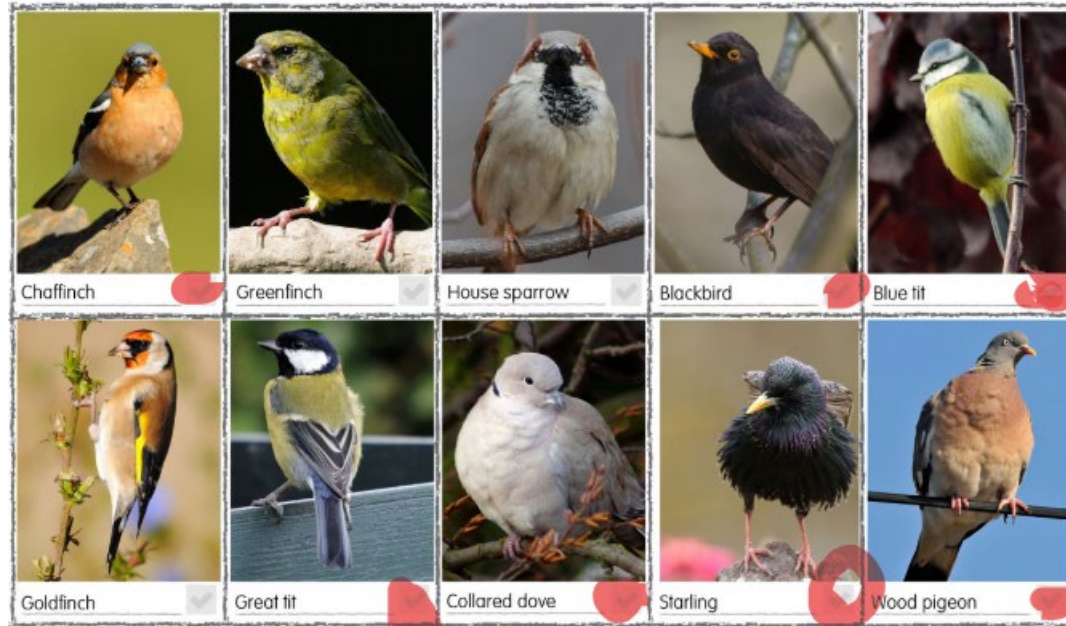 Chaffinch
Greenfinch
House sparrow
Blackbird
Blue tit
Goldfinch
Great tit
Collared dove
Starling
Wood pigeon